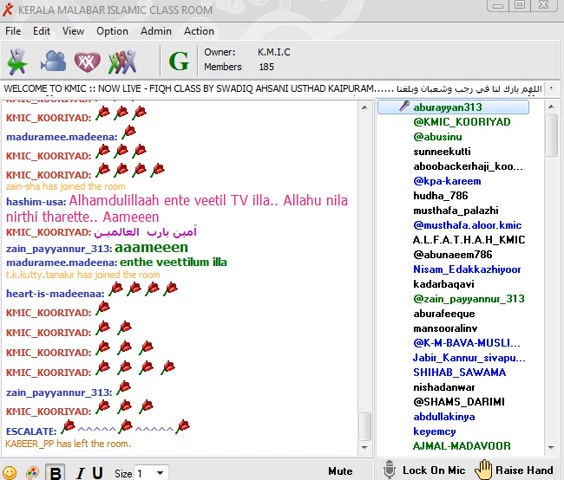 KERALA MALABAR ISLAMIC CLASS ROOM
File Edit View Option Admin Action
G
Owner: K.M.I.C
Members 185
WELCOME TO KMIC :: NOW LIVE - FIQH CLASS BY SWADIQ AHSANI USTHAD KAIPURAM...... اللهم بارك لنا في رجب وشعبان وبلغنا
KMIC_KOORIYAD:
KMIC_KOORIYAD:
maduramee.madeena:
KMIC_KOORIYAD:
KMIC_KOORIYAD:
zain-sha has joined the room
hashim-usa: Alhamdulillaah ente veetil TV illa.. Allahu nila
nirthi tharette.. Aameeen
KMIC_KOORIYAD: آمين يارب العالمين
zain_payyannur_313: aaameeen
maduramee.madeena: enthe veettilum illa
t.k.kutty.tanalur has joined the room
heart-is-madeenaa:
KMIC_KOORIYAD:
KMIC_KOORIYAD:
KMIC_KOORIYAD:
KMIC_KOORIYAD:
zain_payyannur_313:
KMIC_KOORIYAD:
ESCALATE: ^^^^^ ^^^^^
KABEER_PP has left the room.
B I U Size 1 Mute
aburayyan313
@KMIC_KOORIYAD
@abusinu
sunneekutti
aboobackerhaji_koo...
@kpa-kareem
hudha_786
musthafa_palazhi
@musthafa.aloor.kmic
A.L.F.A.T.H.A.H_KMIC
@abunaeem786
Nisam_Edakkazhiyoor
kadarbaqavi
@zain_payyannur_313
aburafeeque
mansooralinv
@K-M-BAVA-MUSLI...
Jabir_Kannur_sivapu...
SHIHAB_SAWAMA
nishadanwar
@SHAMS_DARIMI
abdullakinya
keyemcy
AJMAL-MADAVOOR
Lock On Mic Raise Hand